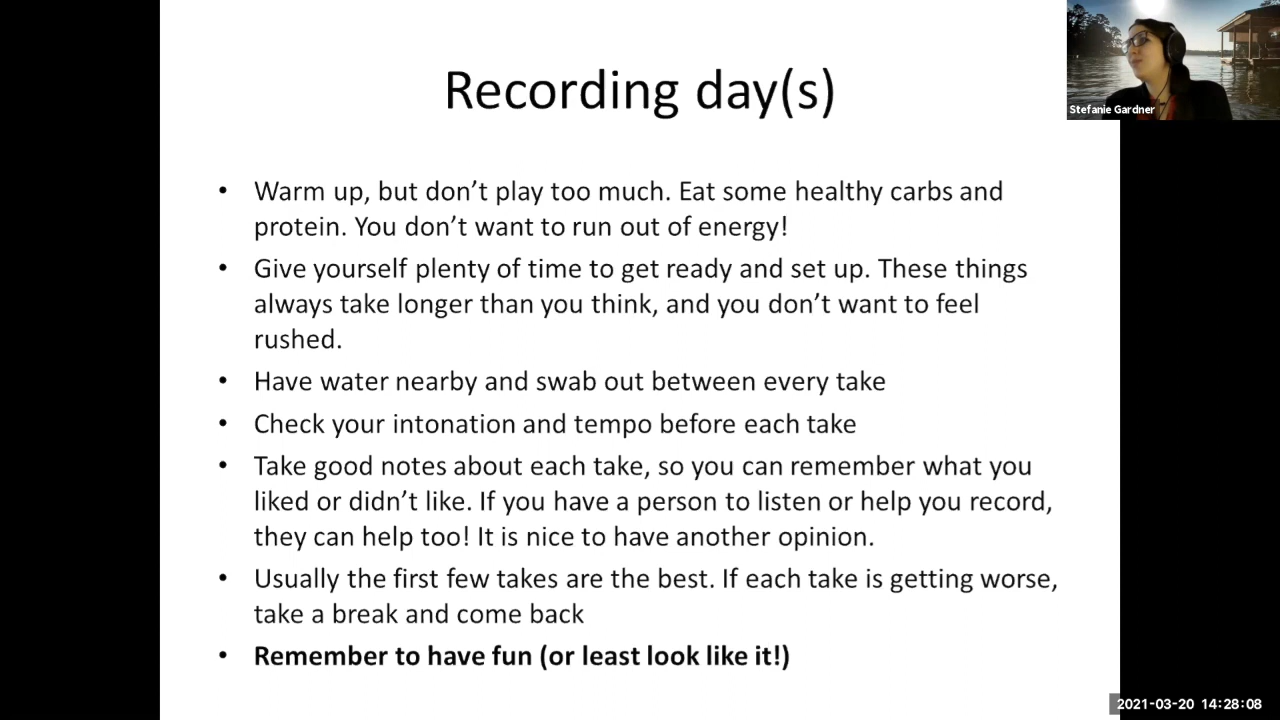 Recording day(s)
Stefanie Gardner
• Warm up, but don’t play too much. Eat some healthy carbs and
protein. You don’t want to run out of energy!
• Give yourself plenty of time to get ready and set up. These things
always take longer than you think, and you don’t want to feel
rushed.
• Have water nearby and swab out between every take
• Check your intonation and tempo before each take
• Take good notes about each take, so you can remember what you
liked or didn’t like. If you have a person to listen or help you record,
they can help too! It is nice to have another opinion.
• Usually the first few takes are the best. If each take is getting worse,
take a break and come back
• Remember to have fun (or least look like it!)
2021-03-20 14:28:08